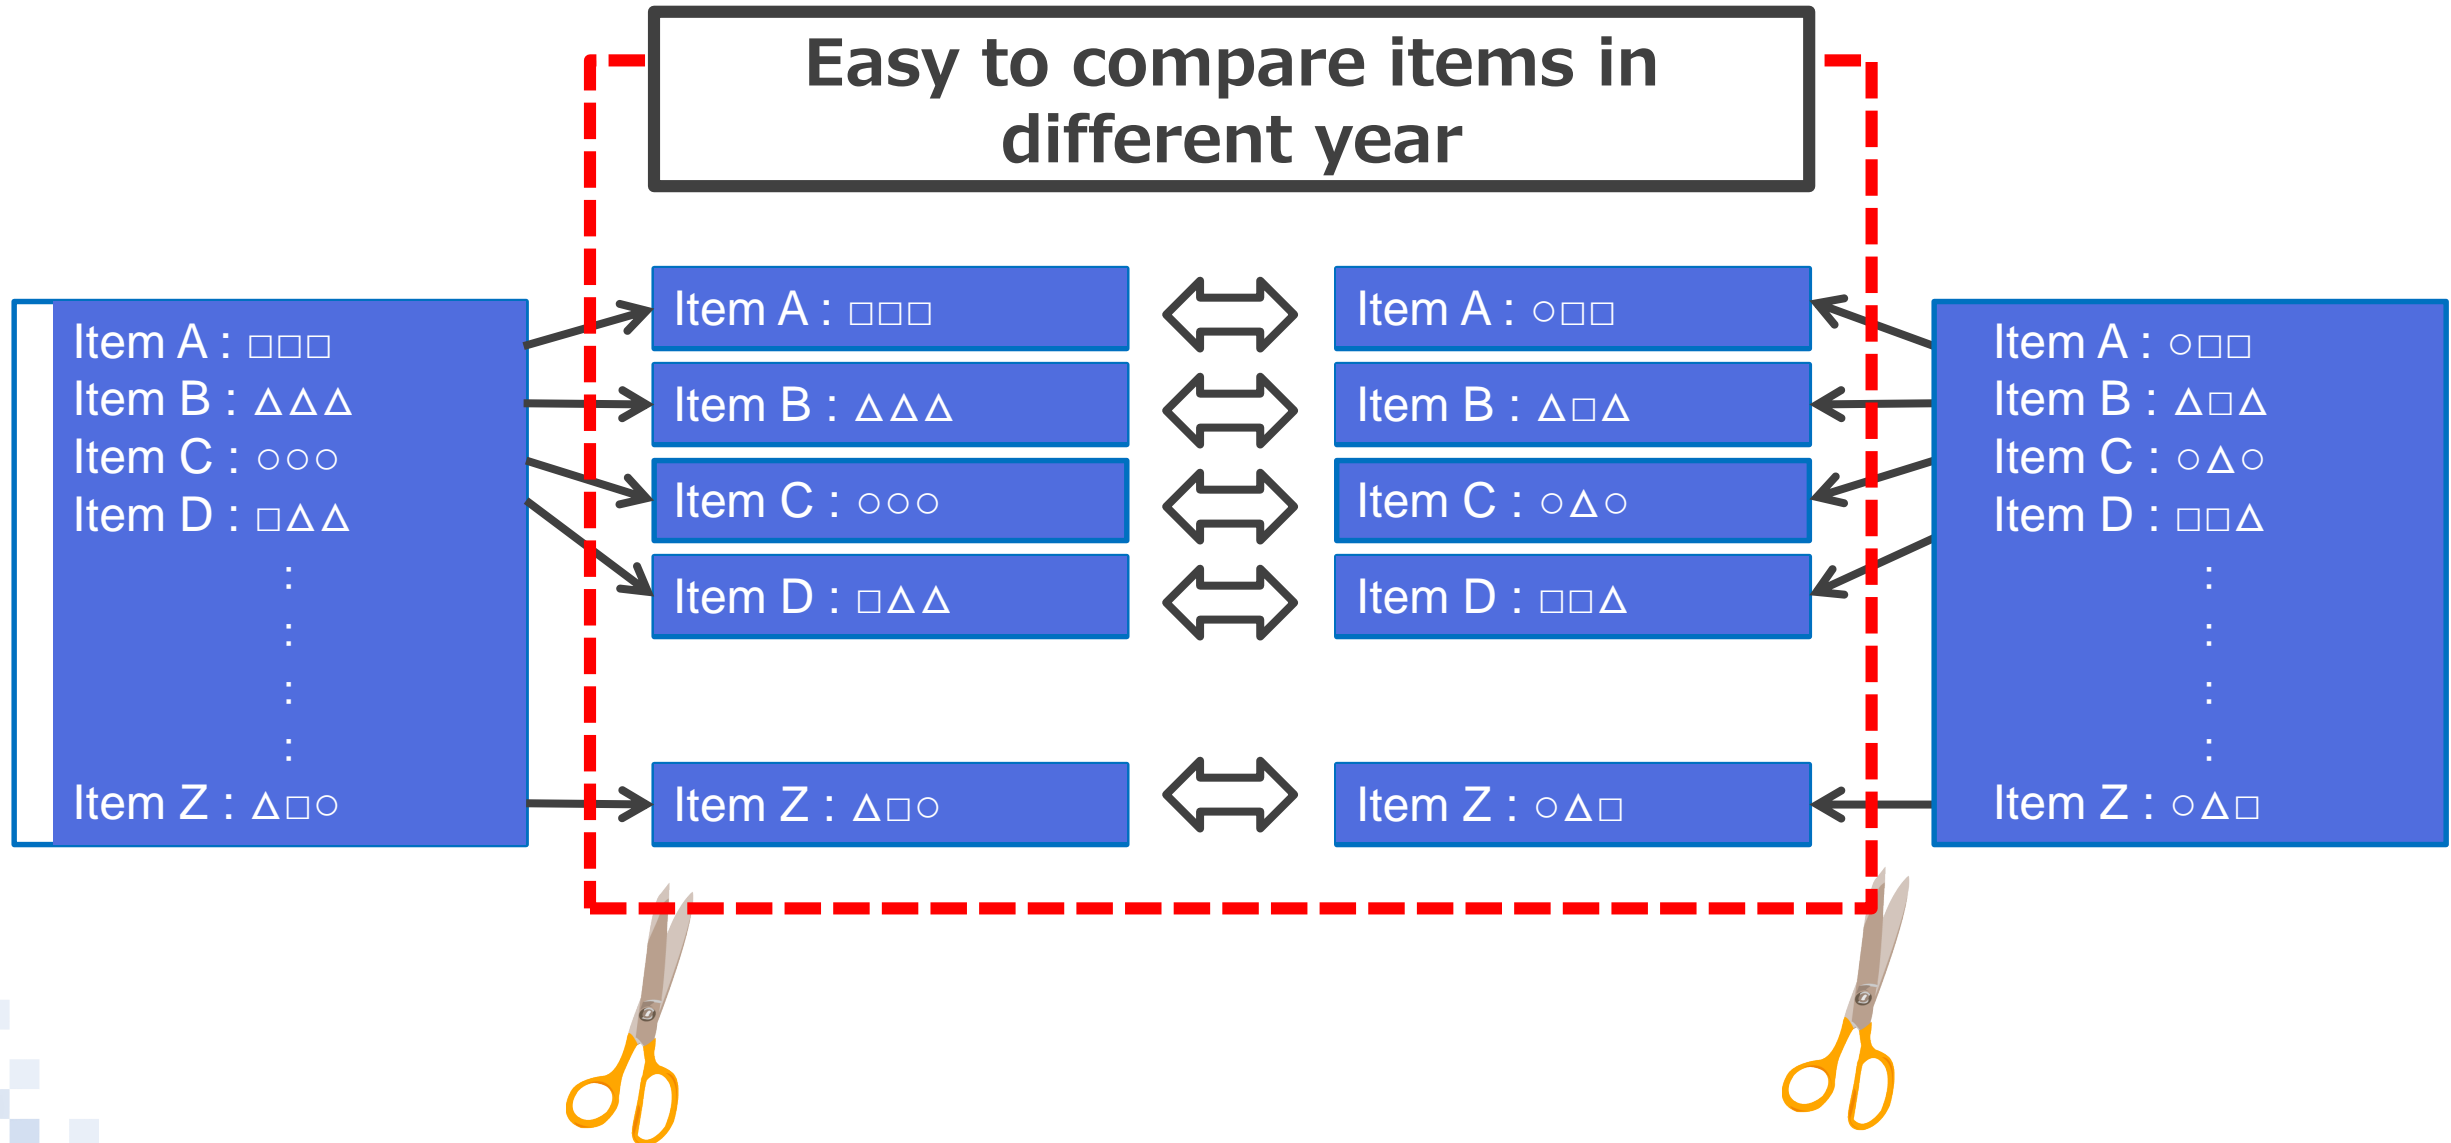 Easy to compare items in
different year
Item A : □□□
Item B : △△△
Item C : ○○○
Item D : □△△
:
:
:
:
Item Z : △□○
Item A : □□□
Item B : △△△
Item C : ○○○
Item D : □△△
Item Z : △□○
Item A : ○□□
Item B : △□△
Item C : ○△○
Item D : □□△
Item Z : ○△□
Item A : ○□□
Item B : △□△
Item C : ○△○
Item D : □□△
:
:
:
:
Item Z : ○△□